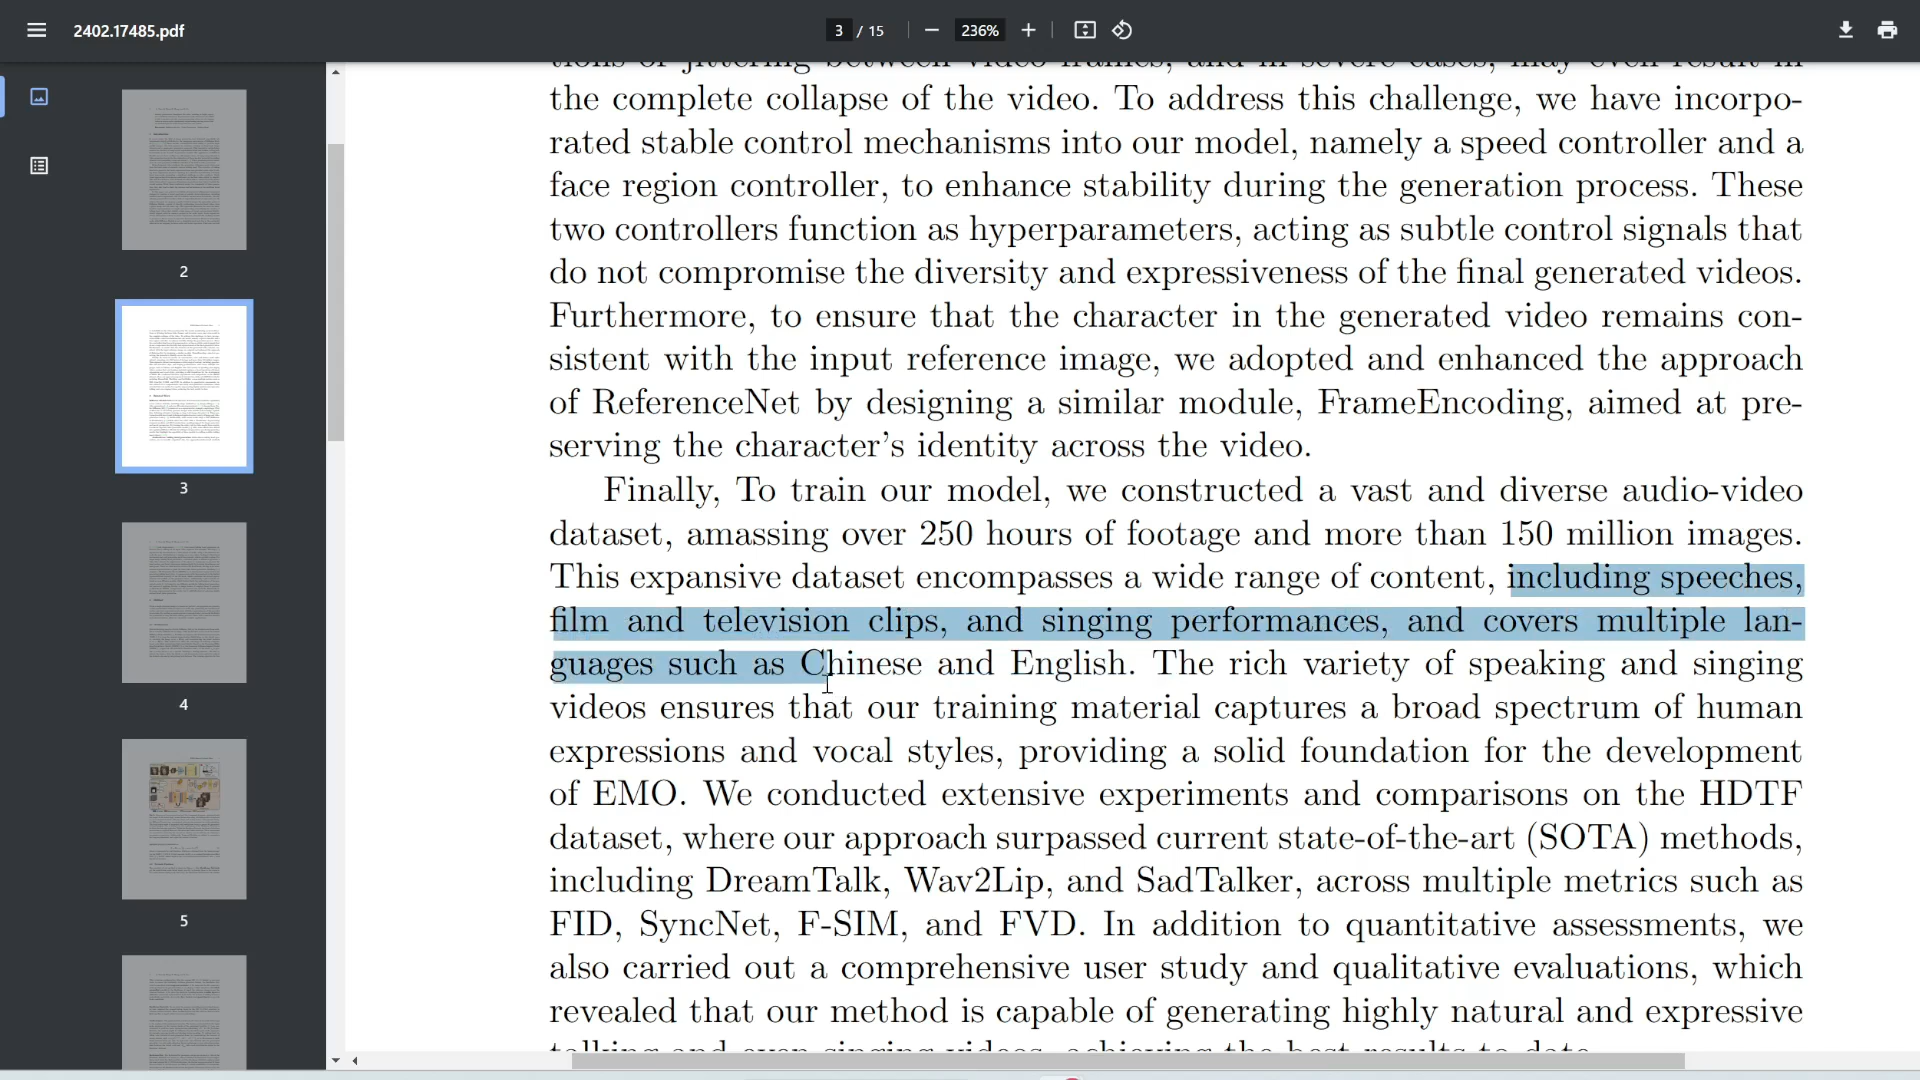 2402.17485.pdf
3 / 15
236%
tions or jittering between video frames, and in severe cases, may even result in
the complete collapse of the video. To address this challenge, we have incorpo-
rated stable control mechanisms into our model, namely a speed controller and a
face region controller, to enhance stability during the generation process. These
two controllers function as hyperparameters, acting as subtle control signals that
do not compromise the diversity and expressiveness of the final generated videos.
Furthermore, to ensure that the character in the generated video remains con-
sistent with the input reference image, we adopted and enhanced the approach
of ReferenceNet by designing a similar module, FrameEncoding, aimed at pre-
serving the character's identity across the video.
Finally, To train our model, we constructed a vast and diverse audio-video
dataset, amassing over 250 hours of footage and more than 150 million images.
This expansive dataset encompasses a wide range of content, including speeches,
film and television clips, and singing performances, and covers multiple lan-
guages such as Chinese and English. The rich variety of speaking and singing
videos ensures that our training material captures a broad spectrum of human
expressions and vocal styles, providing a solid foundation for the development
of EMO. We conducted extensive experiments and comparisons on the HDTF
dataset, where our approach surpassed current state-of-the-art (SOTA) methods,
including DreamTalk, Wav2Lip, and SadTalker, across multiple metrics such as
FID, SyncNet, F-SIM, and FVD. In addition to quantitative assessments, we
also carried out a comprehensive user study and qualitative evaluations, which
revealed that our method is capable of generating highly natural and expressive
talking and even singing videos, achieving the best results to date.
2
3
4
5